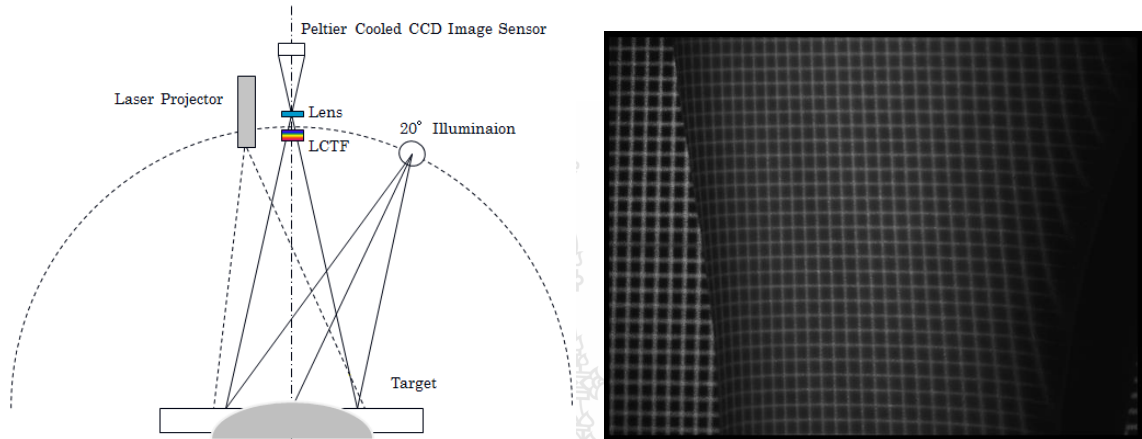 Peltier Cooled CCD Image Sensor
Laser Projector
Lens
20° Illuminaion
LCTF
Target